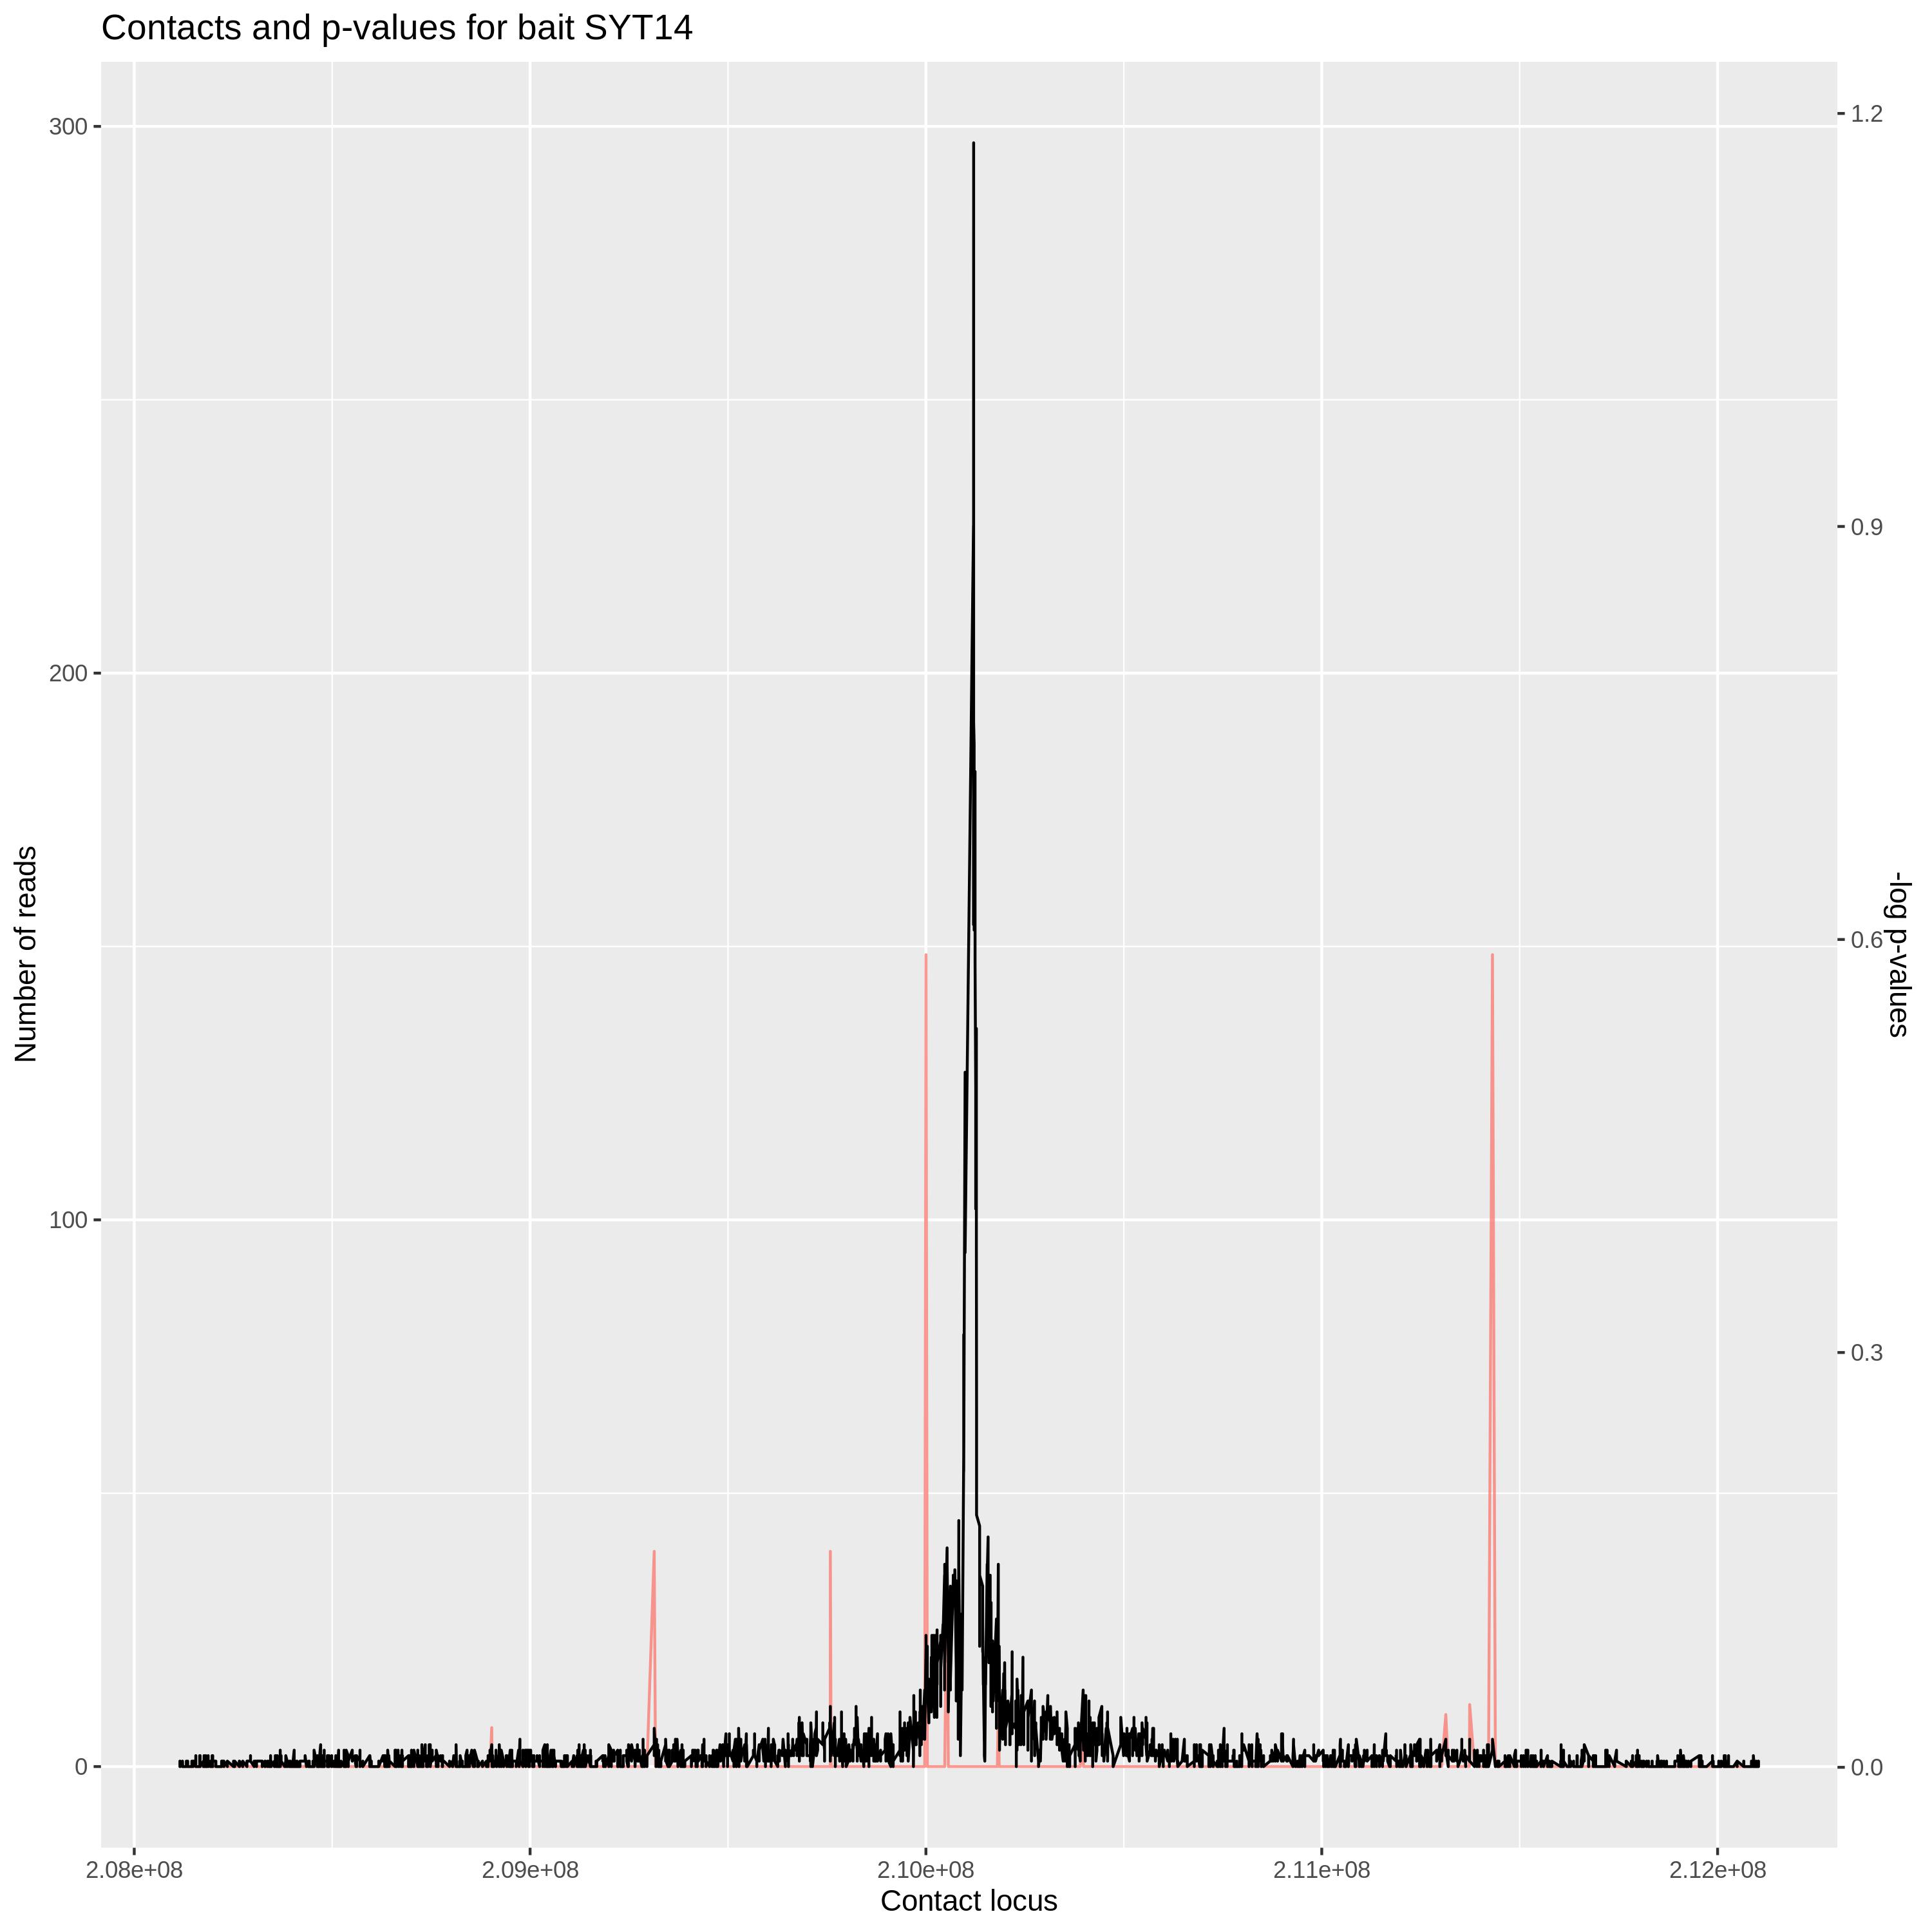 Contacts and p-values for bait SYT14
300
200
100
0
Number of reads
1.2
0.9
0.6
0.3
0.0
-log p-values
2.08e+08
2.09e+08
2.10e+08
2.11e+08
2.12e+08
Contact locus